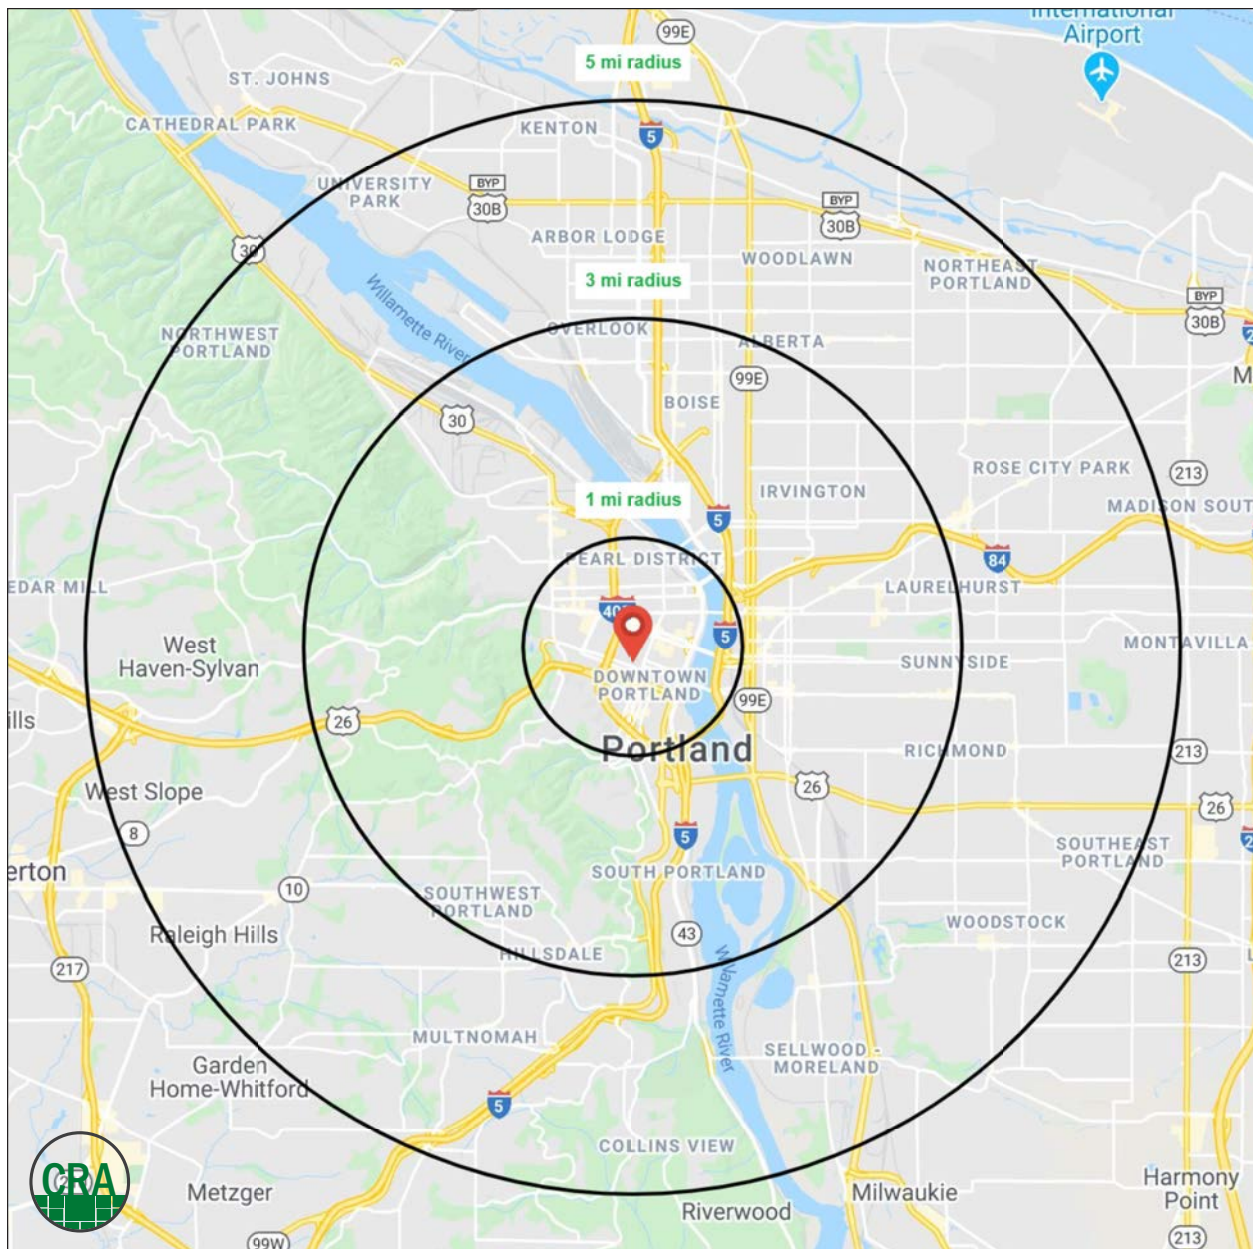 International
Airport
99E
5 mi radius
ST. JOHNS
CATHEDRAL PARK
KENTON
5
UNIVERSITY
PARK
BYP
30B
BYP
30B
ARBOR LODGE
WOODLAWN
NORTHEAST
PORTLAND
30
3 mi radius
Willamette River
BYP
30B
NORTHWEST
PORTLAND
OVERLOOK
ALBERTA
99E
BOISE
30
ROSE CITY PARK
213
1 mi radius
IRVINGTON
MADISON SOUT
5
PEARL DISTRICT
84
EDAR MILL
LAURELHURST
405
5
West
Haven-Sylvan
MONTAVILLA
SUNNYSIDE
DOWNTOWN
PORTLAND
99E
ills
26
Portland
RICHMOND
213
West Slope
26
26
8
5
SOUTHEAST
PORTLAND
erton
10
SOUTH PORTLAND
SOUTHWEST
PORTLAND
Raleigh Hills
43
WOODSTOCK
HILLSDALE
217
213
Willamette River
MULTNOMAH
SELLWOOD -
MORELAND
Garden
Home-Whitford
5
COLLINS VIEW
CRA
Metzger
Milwaukie
Harmony
Point
Riverwood
99W
213